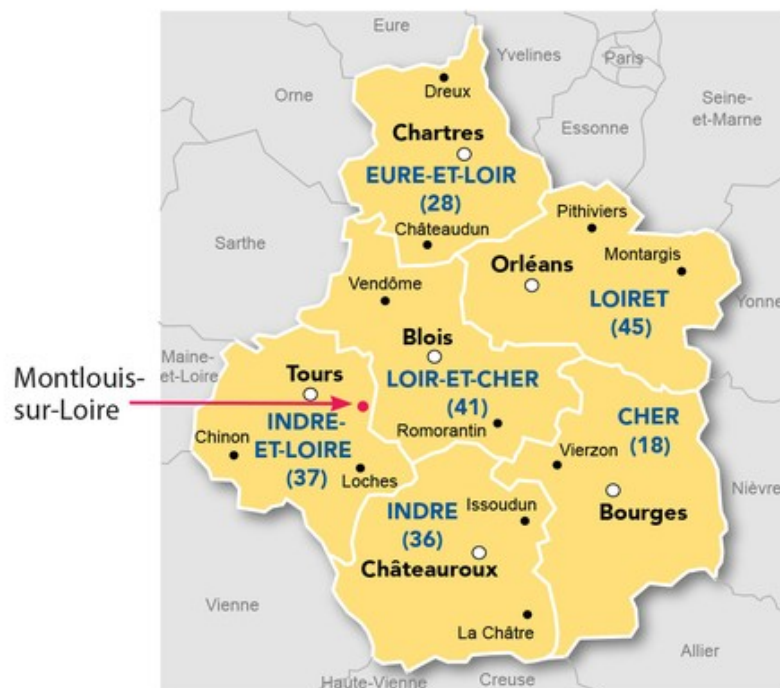 Eure
Yvelines
Paris
Orne
Dreux
Seine-
et-Marne
Essonne
Chartres
EURE-ET-LOIR
(28)
Pithiviers
Châteaudun
Sarthe
Orléans
Montargis
Vendôme
LOIRET
(45)
Yonne
Blois
Maine-
et-Loire
Montlouis-
sur-Loire
Tours
LOIR-ET-CHER
(41)
CHER
(18)
INDRE-
ET-LOIRE
(37)
Romorantin
Chinon
Vierzon
Loches
Nièvre
INDRE
(36)
Issoudun
Bourges
Châteauroux
Vienne
La Châtre
Allier
Haute-Vienne
Creuse